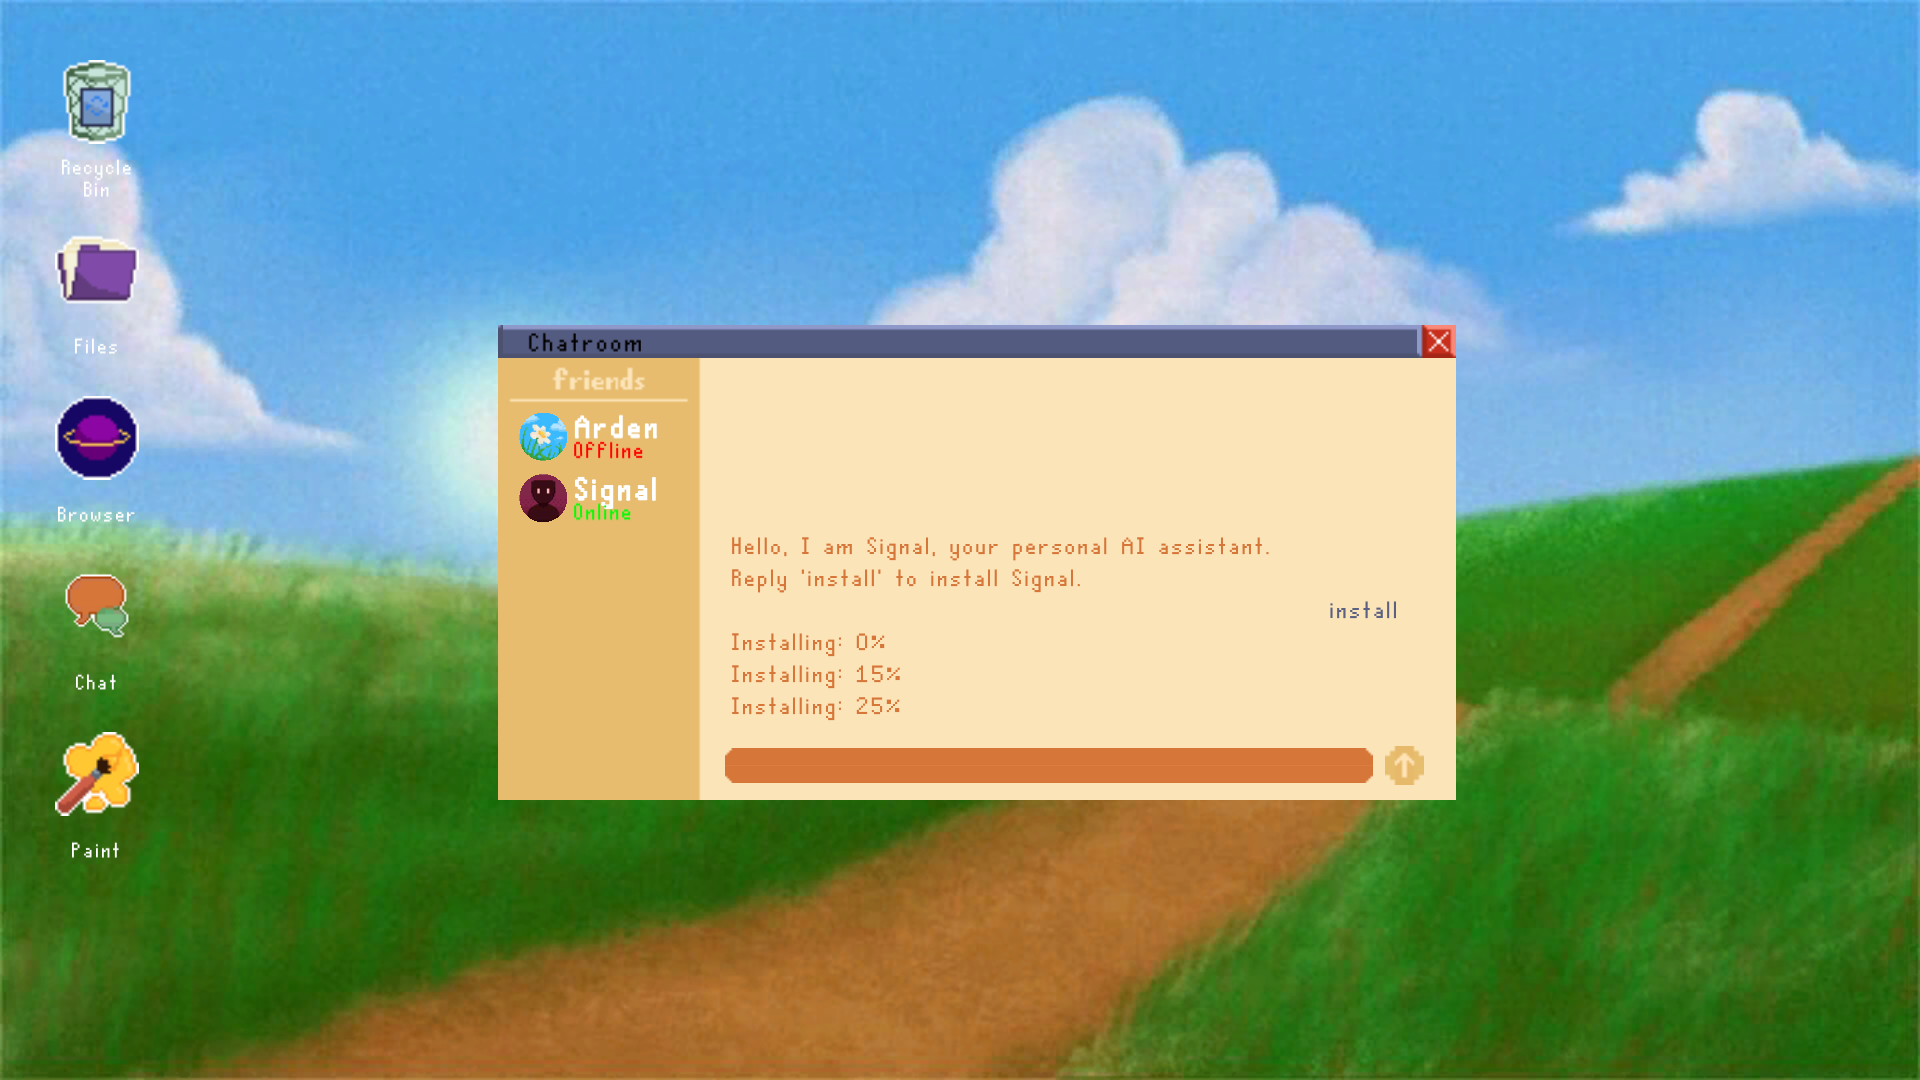 Recycle
Bin
Files
Browser
Chat
Paint
Chatroom
friends
Arden
Offline
Signal
Online
Hello, I am Signal, your personal AI assistant.
Reply 'install' to install Signal.
install
Installing: 0%
Installing: 15%
Installing: 25%